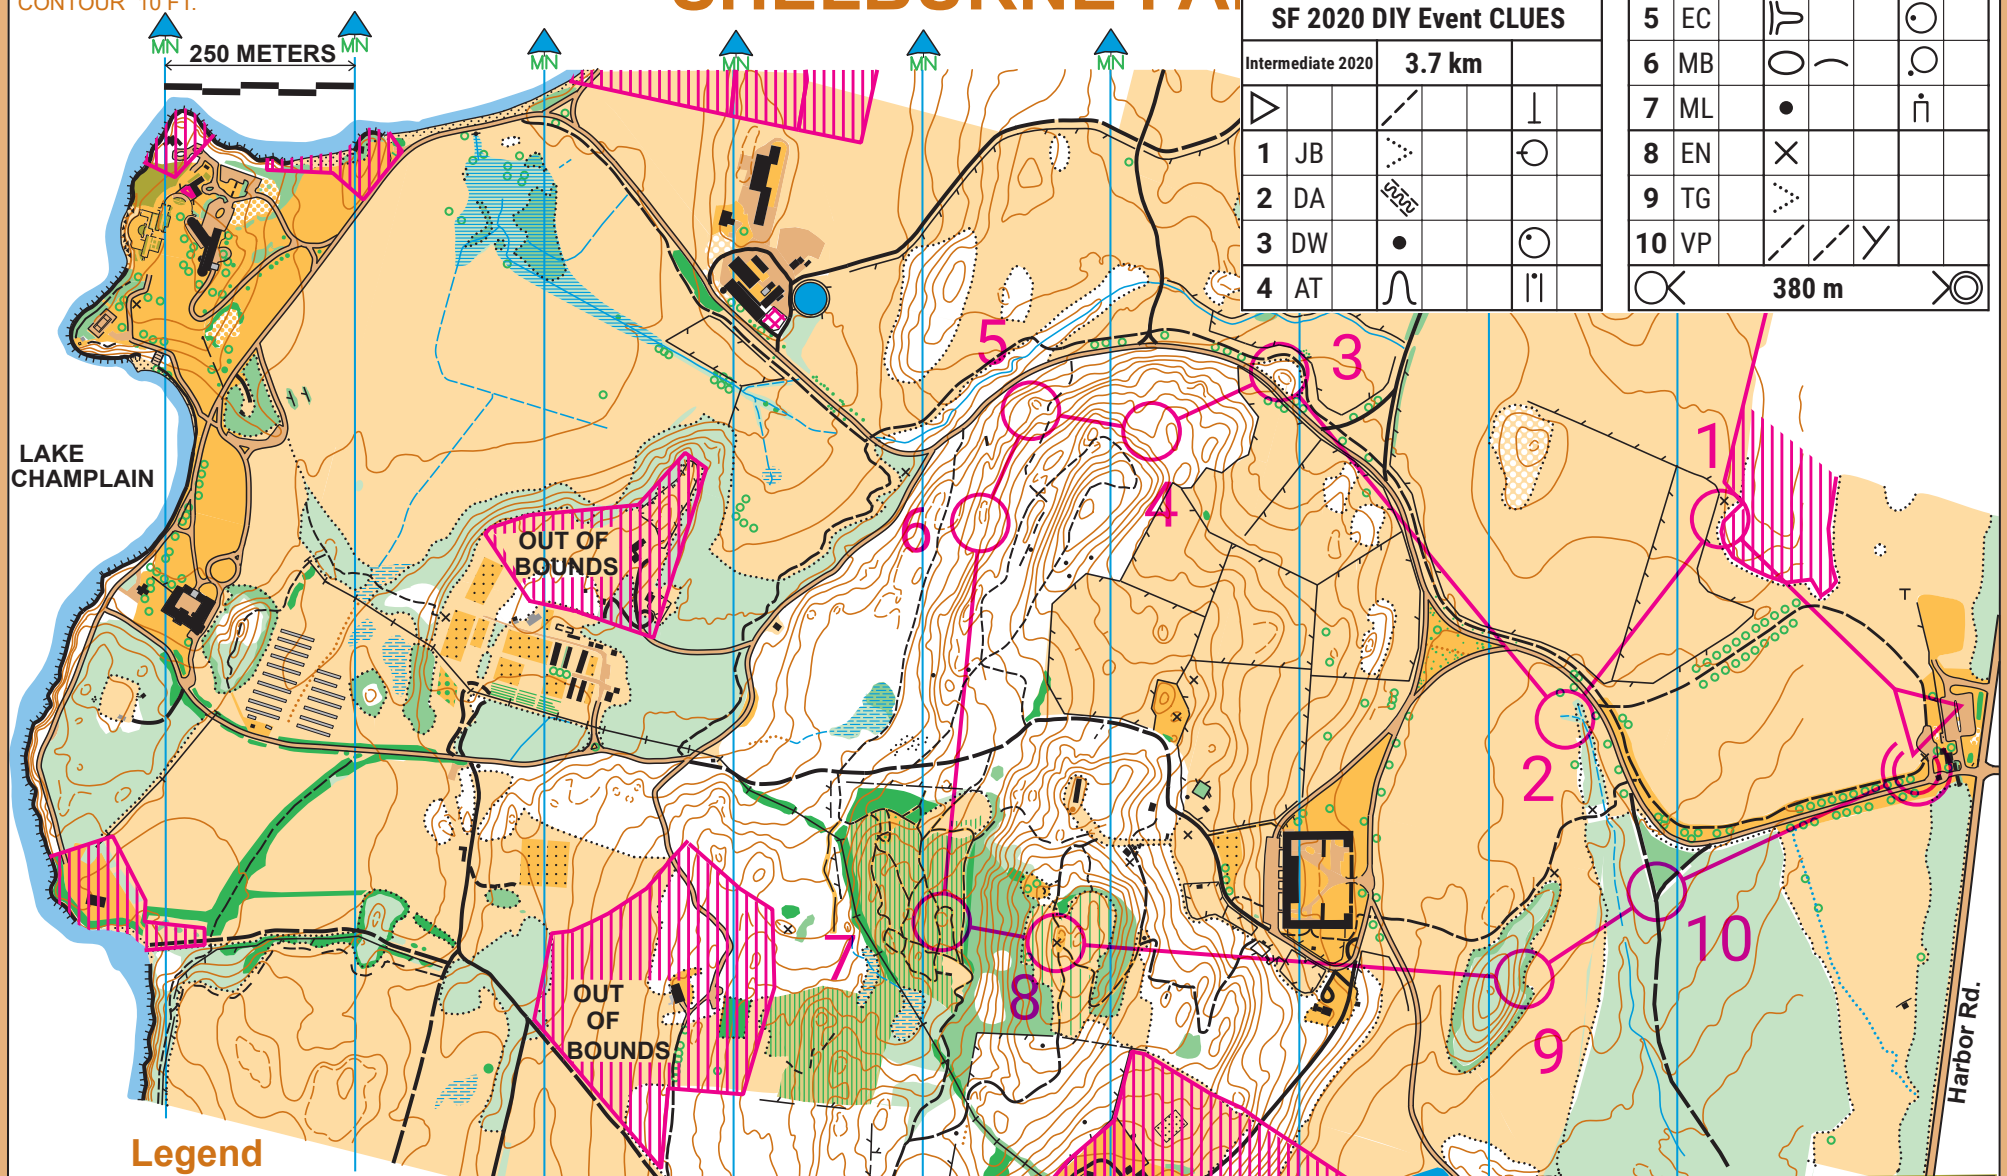 CONTOUR 10 FT.
250 METERS
MN MN MN MN MN MN
SF 2020 DIY Event CLUES
Intermediate 2020 3.7 km
1 JB
2 DA
3 DW
4 AT
5 EC
6 MB
7 ML
8 EN
9 TG
10 VP
380 m
5
3
1
4
6
LAKE
CHAMPLAIN
OUT OF
BOUNDS
2
7
8
10
9
OUT
OF
BOUNDS
Harbor Rd.
Legend